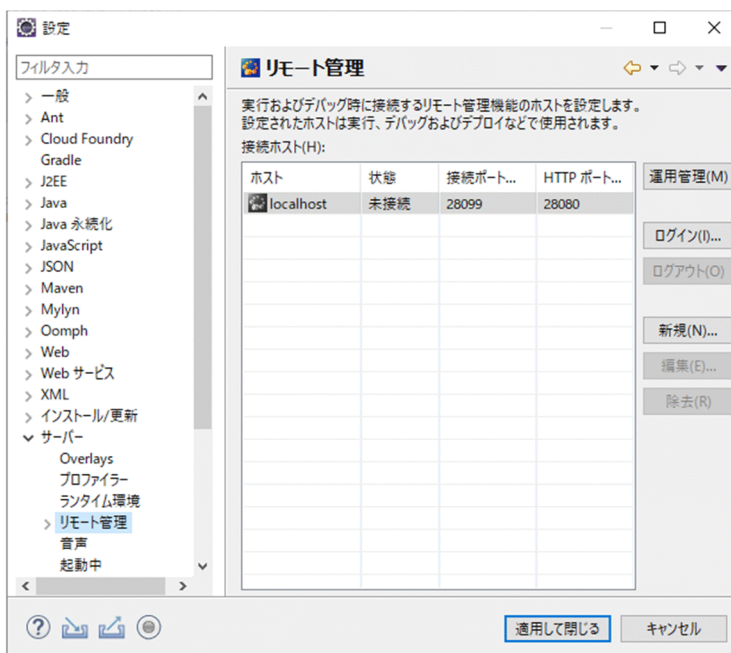 設定
フィルタ入力
一般
Ant
Cloud Foundry
Gradle
J2EE
Java
Java 永続化
JavaScript
JSON
Maven
Mylyn
Oomph
Web
Web サービス
XML
インストール/更新
サーバー
Overlays
プロファイラー
ランタイム環境
リモート管理
音声
起動中
リモート管理
実行およびデバッグ時に接続するリモート管理機能のホストを設定します。
設定されたホストは実行、デバッグおよびデプロイなどで使用されます。
接続ホスト(H):
ホスト 状態 接続ポート... HTTP ポート...
localhost 未接続 28099 28080
運用管理(M)
ログイン(I)...
ログアウト(O)
新規(N)...
編集(E)...
除去(R)
適用して閉じる キャンセル